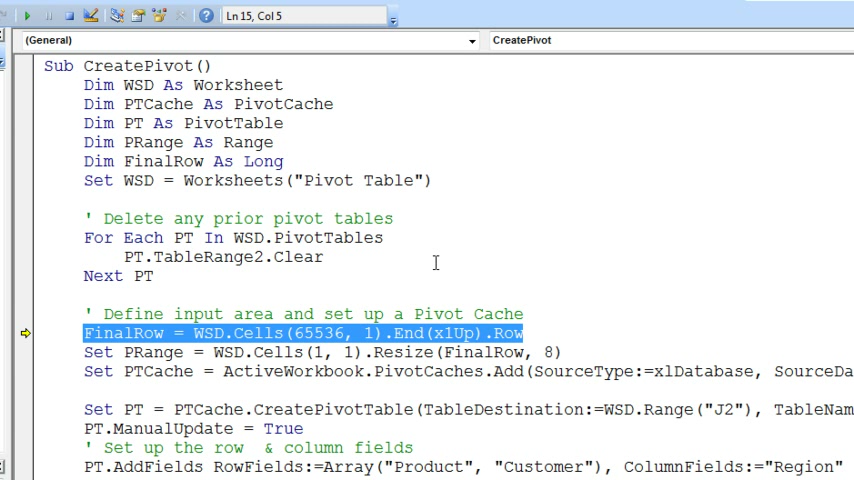 Ln 15, Col 5
(General) CreatePivot
Sub CreatePivot()
    Dim WSD As Worksheet
    Dim PTCache As PivotCache
    Dim PT As PivotTable
    Dim PRange As Range
    Dim FinalRow As Long
    Set WSD = Worksheets("Pivot Table")
    ' Delete any prior pivot tables
    For Each PT In WSD.PivotTables
        PT.TableRange2.Clear
    Next PT
    ' Define input area and set up a Pivot Cache
    FinalRow = WSD.Cells(65536, 1).End(xlUp).Row
    Set PRange = WSD.Cells(1, 1).Resize(FinalRow, 8)
    Set PTCache = ActiveWorkbook.PivotCaches.Add(SourceType:=xlDatabase, SourceDa
    Set PT = PTCache.CreatePivotTable(TableDestination:=WSD.Range("J2"), TableNam
    PT.ManualUpdate = True
    ' Set up the row  & column fields
    PT.AddFields RowFields:=Array("Product", "Customer"), ColumnFields:="Region"